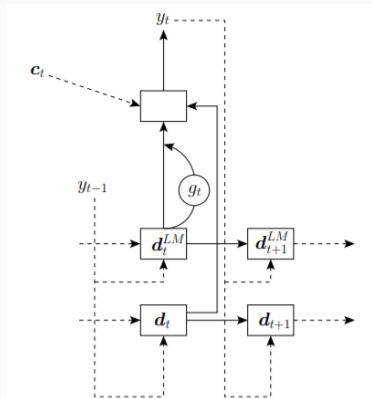 y_t
c_t
g_t
y_{t−1}
d_t^{LM} d_{t+1}^{LM}
d_t d_{t+1}